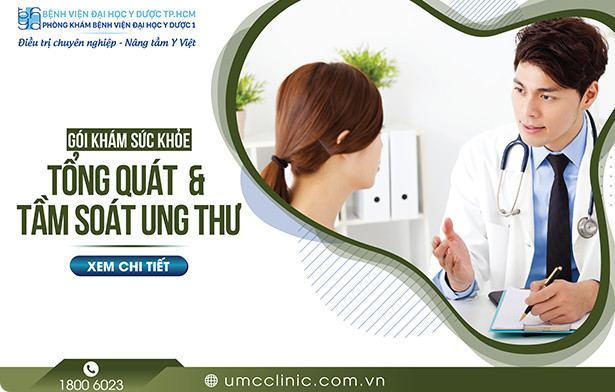 BỆNH VIỆN ĐẠI HỌC Y DƯỢC TP.HCM
PHÒNG KHÁM BỆNH VIỆN ĐẠI HỌC Y DƯỢC 1
Điều trị chuyên nghiệp - Nâng tầm Y Việt
GÓI KHÁM SỨC KHỎE
TỔNG QUÁT &
TẦM SOÁT UNG THƯ
XEM CHI TIẾT
1800 6023
umcclinic.com.vn